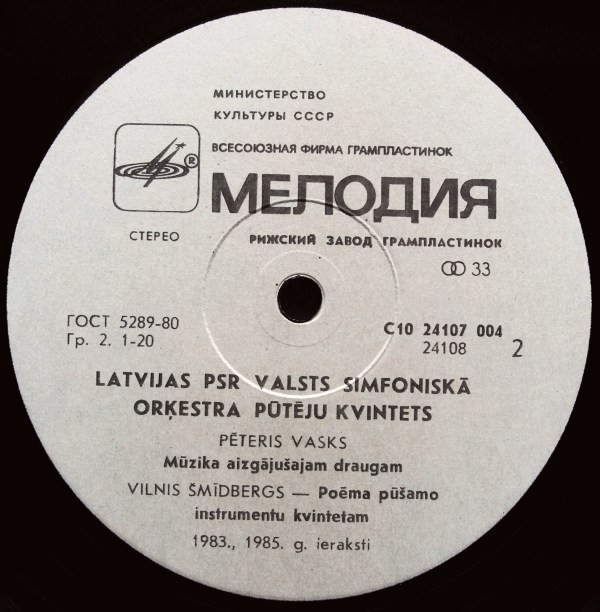 МИНИСТЕРСТВО
КУЛЬТУРЫ СССР
ВСЕСОЮЗНАЯ ФИРМА ГРАМПЛАСТИНОК
®
МЕЛОДИЯ
СТЕРЕО
РИЖСКИЙ ЗАВОД ГРАМПЛАСТИНОК
33
ГОСТ 5289-80
Гр. 2. 1-20
С10 24107 004
24108
2
LATVIJAS PSR VALSTS SIMFONISKĀ
ORĶESTRA PŪTĒJU KVINTETS
PĒTERIS VASKS
Mūzika aizgājušajam draugam
VILNIS ŠMĪDBERGS — Poēma pūšamo
instrumentu kvintetam
1983., 1985. g. ieraksti